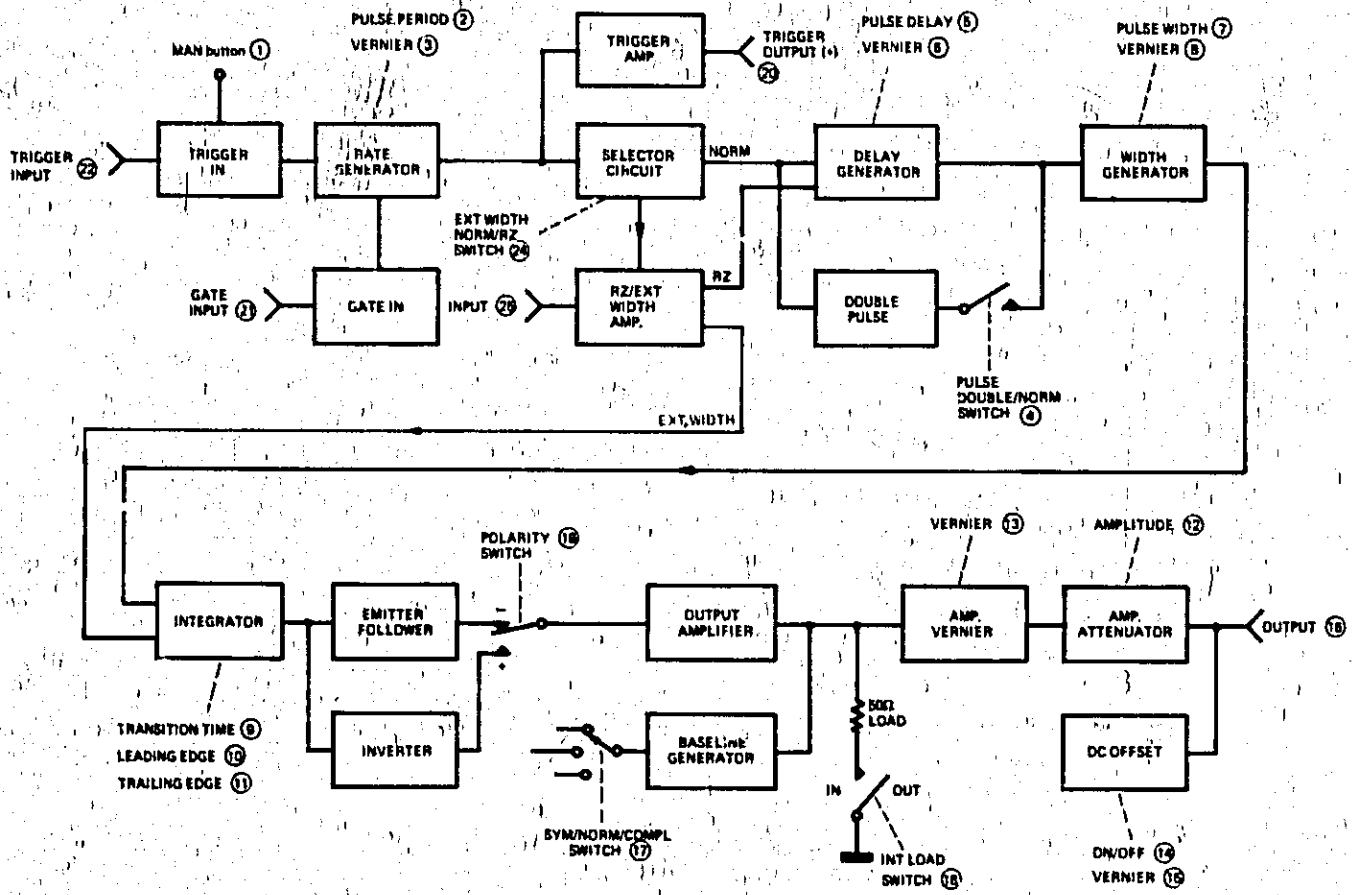 PULSE PERIOD ②
VERNIER ③
MAN button ①
TRIGGER INPUT ㉒
TRIGGER IN
RATE GENERATOR
GATE INPUT ㉑
GATE IN
TRIGGER AMP
TRIGGER OUTPUT (+) ⑳
SELECTOR CIRCUIT
NORM
EXT WIDTH
NORM/RZ
SWITCH ㉔
INPUT
RZ/EXT WIDTH AMP.
RZ
EXT, WIDTH
PULSE DELAY ⑤
VERNIER ⑥
DELAY GENERATOR
DOUBLE PULSE
PULSE
DOUBLE/NORM
SWITCH ④
PULSE WIDTH ⑦
VERNIER ⑧
WIDTH GENERATOR
INTEGRATOR
TRANSITION TIME ⑨
LEADING EDGE ⑩
TRAILING EDGE ⑪
EMITTER FOLLOWER
INVERTER
POLARITY
SWITCH
-
+
OUTPUT AMPLIFIER
BASELINE GENERATOR
SYM/NORM/COMPL
SWITCH ⑰
50Ω
LOAD
IN
OUT
INT LOAD
SWITCH
VERNIER ⑬
AMP. VERNIER
AMPLITUDE ⑫
AMP. ATTENUATOR
OUTPUT ⑯
DC OFFSET
ON/OFF ⑭
VERNIER ⑮